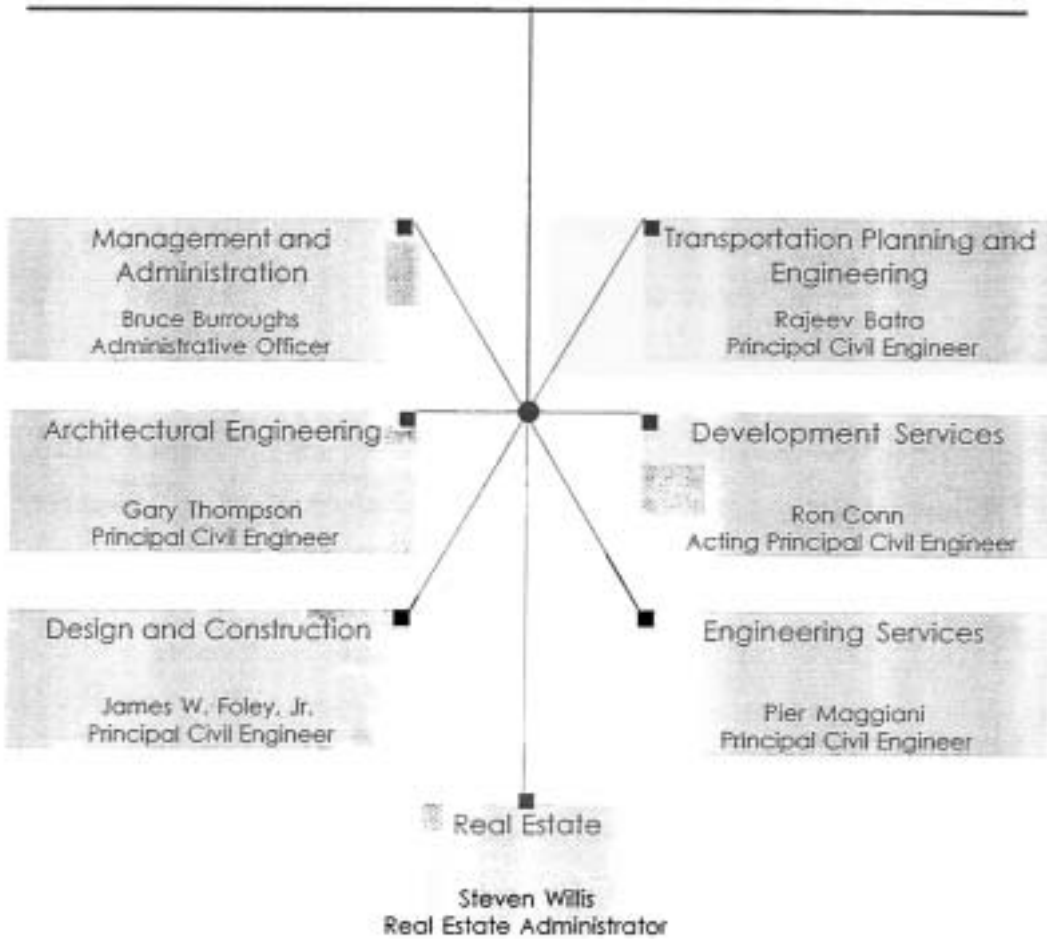 Management and
Administration
Bruce Burroughs
Administrative Officer
Transportation Planning and
Engineering
Rajeev Batra
Principal Civil Engineer
Architectural Engineering
Gary Thompson
Principal Civil Engineer
Development Services
Ron Conn
Acting Principal Civil Engineer
Design and Construction
James W. Foley, Jr.
Principal Civil Engineer
Engineering Services
Pier Maggiani
Principal Civil Engineer
Real Estate
Steven Willis
Real Estate Administrator